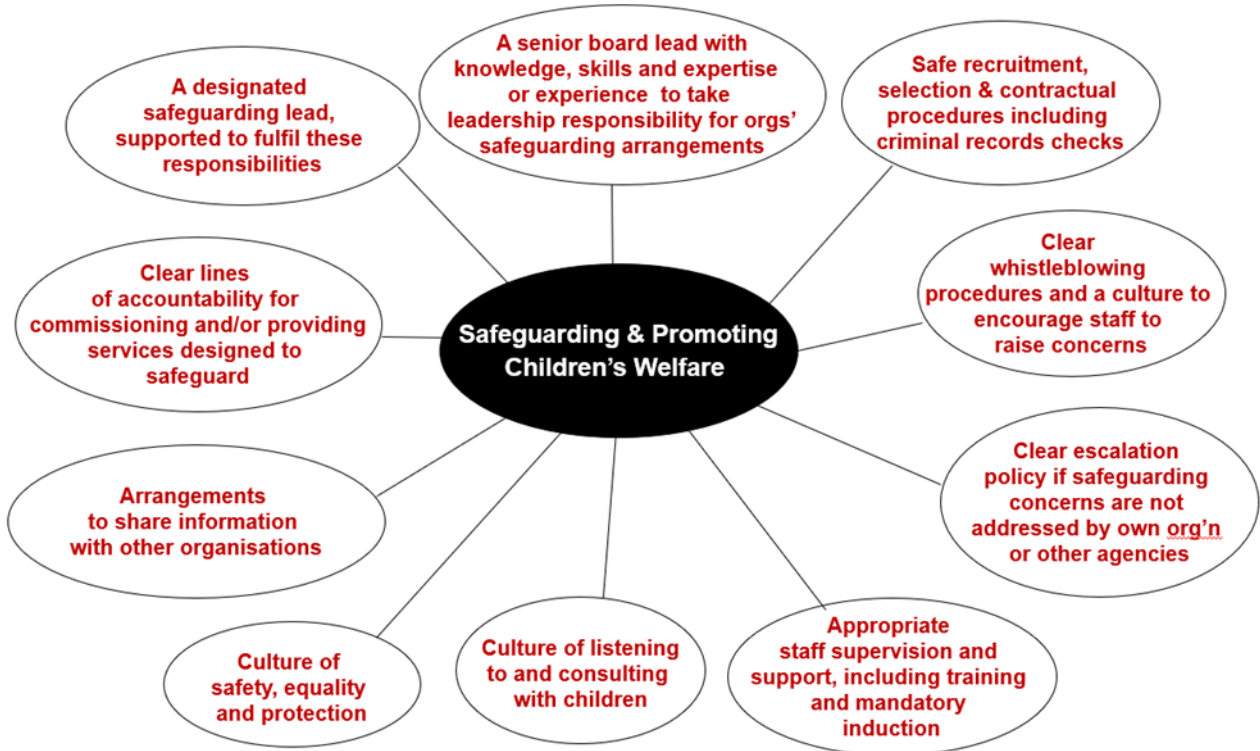 A designated
safeguarding lead,
supported to fulfil these
responsibilities
A senior board lead with
knowledge, skills and expertise
or experience to take
leadership responsibility for orgs'
safeguarding arrangements
Safe recruitment,
selection & contractual
procedures including
criminal records checks
Clear lines
of accountability for
commissioning and/or providing
services designed to
safeguard
Safeguarding & Promoting
Children's Welfare
Clear
whistleblowing
procedures and a culture to
encourage staff to
raise concerns
Arrangements
to share information
with other organisations
Clear escalation
policy if safeguarding
concerns are not
addressed by own org'n
or other agencies
Culture of
safety, equality
and protection
Culture of listening
to and consulting
with children
Appropriate
staff supervision and
support, including training
and mandatory
induction